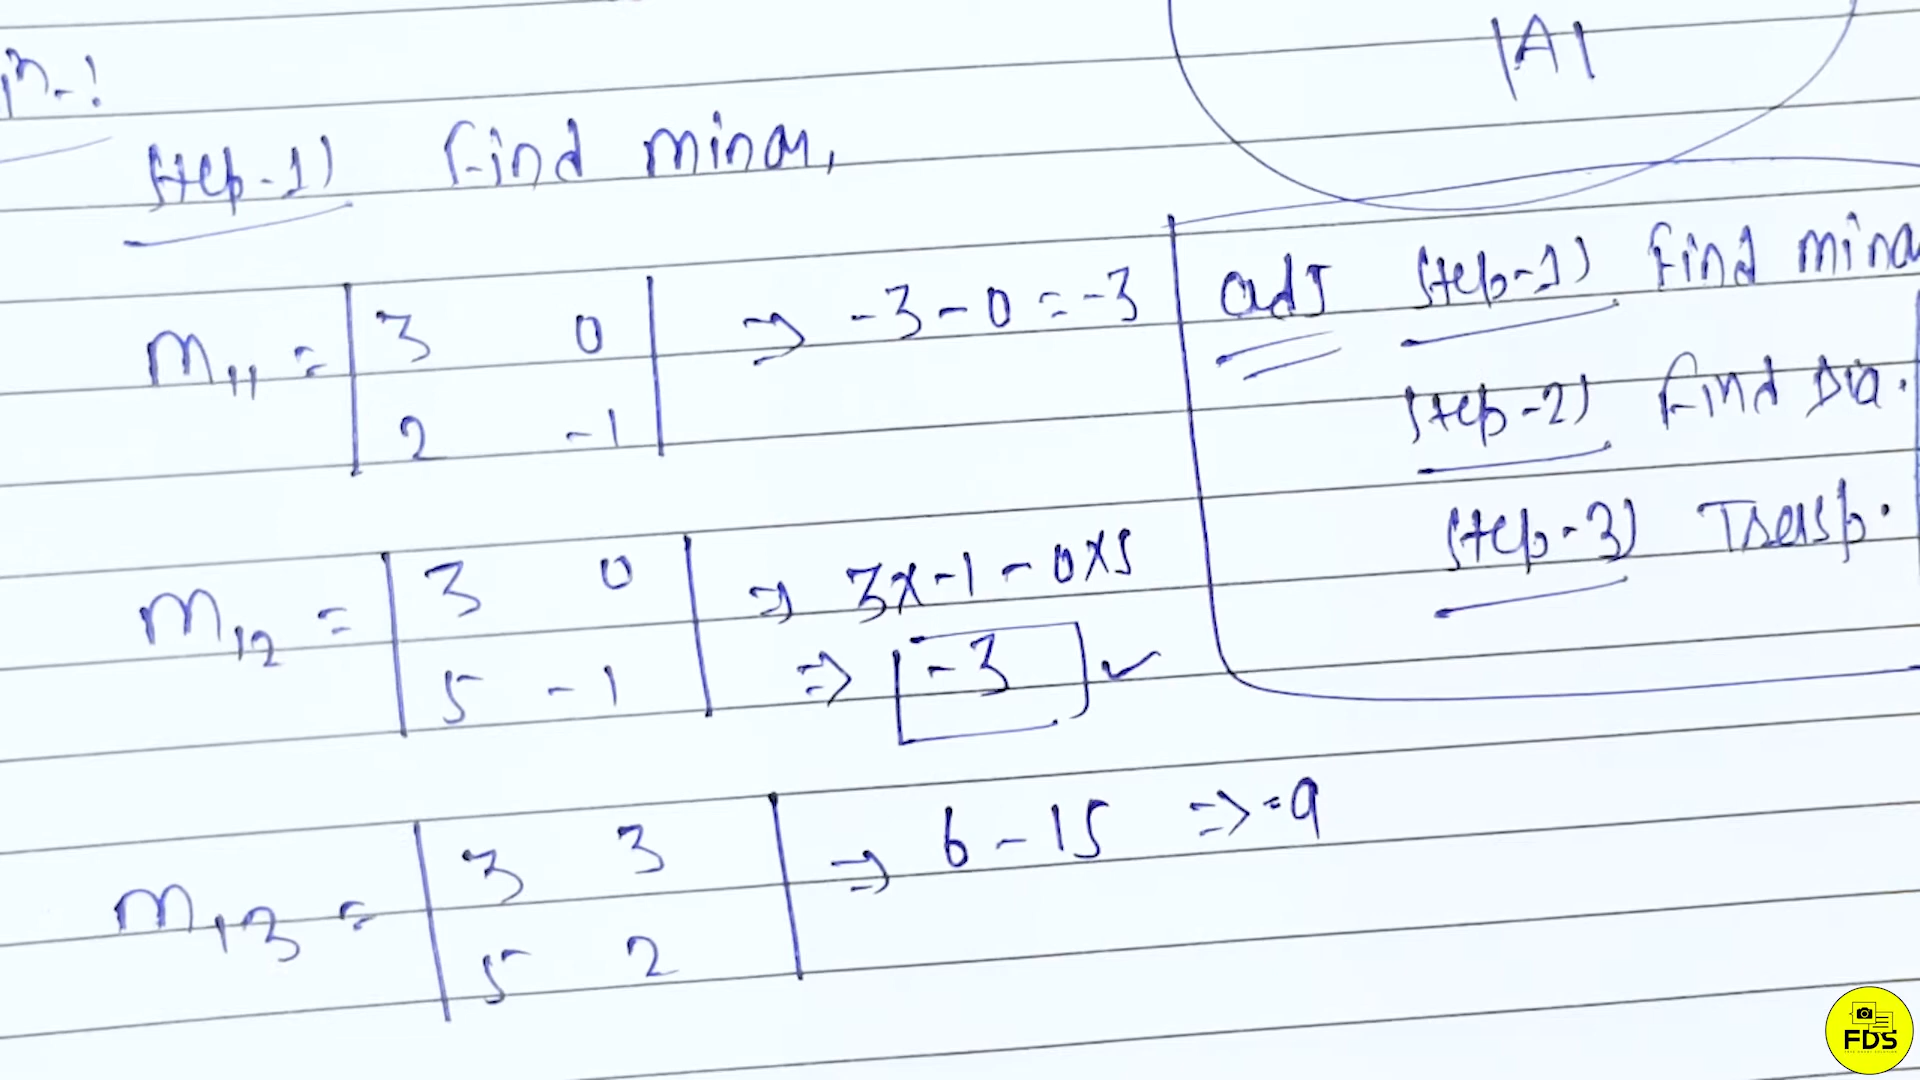 |A|
Step-1) Find minor,
M11 = | 3 0 | ⇒ -3-0=-3
| 2 -1 |
M12 = | 3 0 | ⇒ 3x-1-0x5
| 5 -1 | ⇒ -3 ✓
M13 = | 3 3 | ⇒ 6-15 ⇒ -9
| 5 2 |
adj Step-1) Find mino
Step-2) Find
Step-3)
FDS